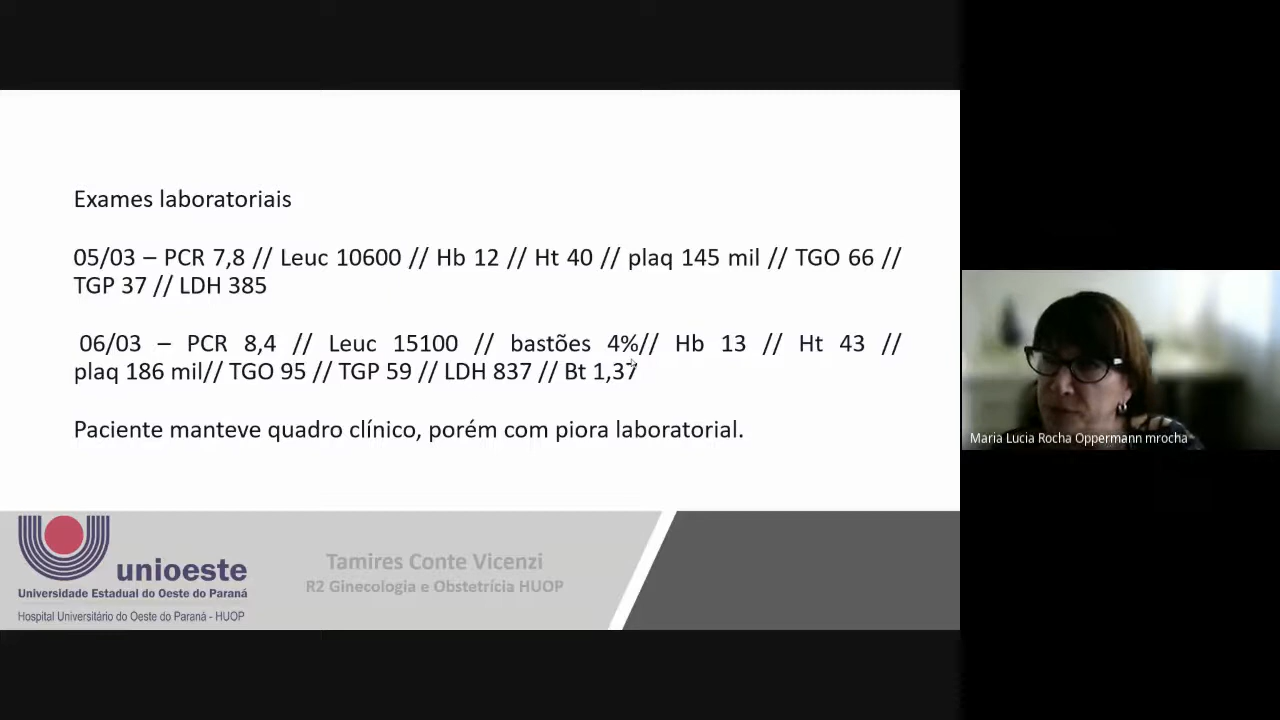 Exames laboratoriais
05/03 – PCR 7,8 // Leuc 10600 // Hb 12 // Ht 40 // plaq 145 mil // TGO 66 //
TGP 37 // LDH 385
06/03 – PCR 8,4 // Leuc 15100 // bastões 4%// Hb 13 // Ht 43 //
plaq 186 mil// TGO 95 // TGP 59 // LDH 837 // Bt 1,37
Paciente manteve quadro clínico, porém com piora laboratorial.
unioeste
Universidade Estadual do Oeste do Paraná
Hospital Universitário do Oeste do Paraná - HUOP
Tamires Conte Vicenzi
R2 Ginecologia e Obstetrícia HUOP
Maria Lucia Rocha Oppermann mrocha